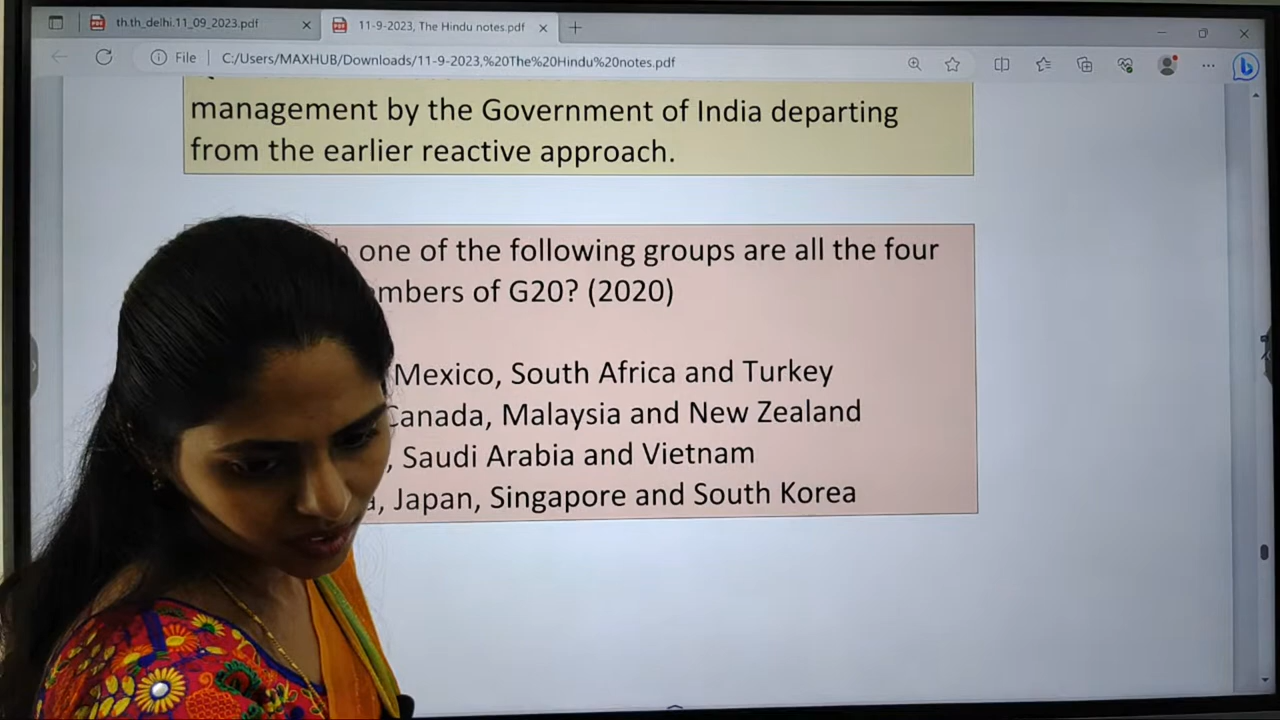 th.th_delhi.11_09_2023.pdf
11-9-2023, The Hindu notes.pdf
File
C:/Users/MAXHUB/Downloads/11-9-2023,%20The%20Hindu%20notes.pdf
management by the Government of India departing
from the earlier reactive approach.
one of the following groups are all the four
of G20? (2020)
Mexico, South Africa and Turkey
Canada, Malaysia and New Zealand
, Saudi Arabia and Vietnam
, Japan, Singapore and South Korea